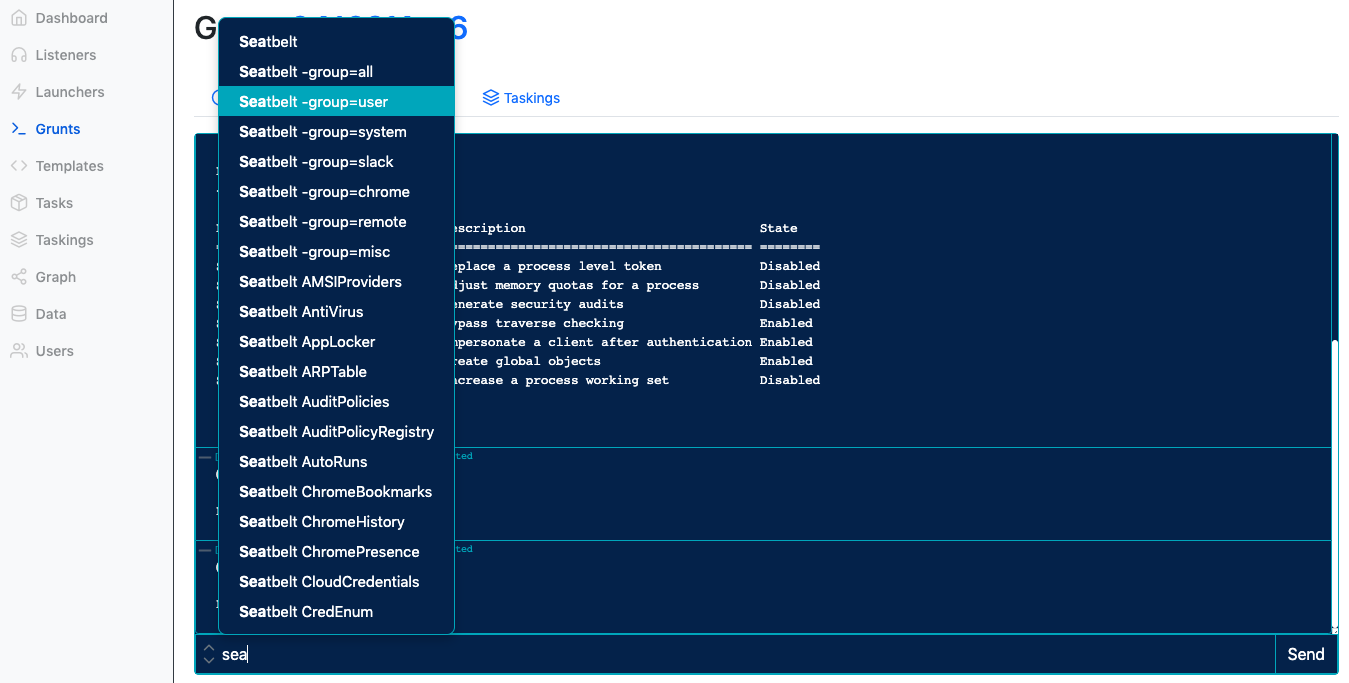 Dashboard
Listeners
Launchers
Grunts
Templates
Tasks
Taskings
Graph
Data
Users
G
6
Taskings
Seatbelt
Seatbelt -group=all
Seatbelt -group=user
Seatbelt -group=system
Seatbelt -group=slack
Seatbelt -group=chrome
Seatbelt -group=remote
Seatbelt -group=misc
Seatbelt AMSIProviders
Seatbelt AntiVirus
Seatbelt AppLocker
Seatbelt ARPTable
Seatbelt AuditPolicies
Seatbelt AuditPolicyRegistry
Seatbelt AutoRuns
Seatbelt ChromeBookmarks
Seatbelt ChromeHistory
Seatbelt ChromePresence
Seatbelt CloudCredentials
Seatbelt CredEnum
escription State
======================================= ========
eplace a process level token Disabled
djust memory quotas for a process Disabled
enerate security audits Disabled
ypass traverse checking Enabled
mpersonate a client after authentication Enabled
reate global objects Enabled
ncrease a process working set Disabled
ted
ted
sea
Send